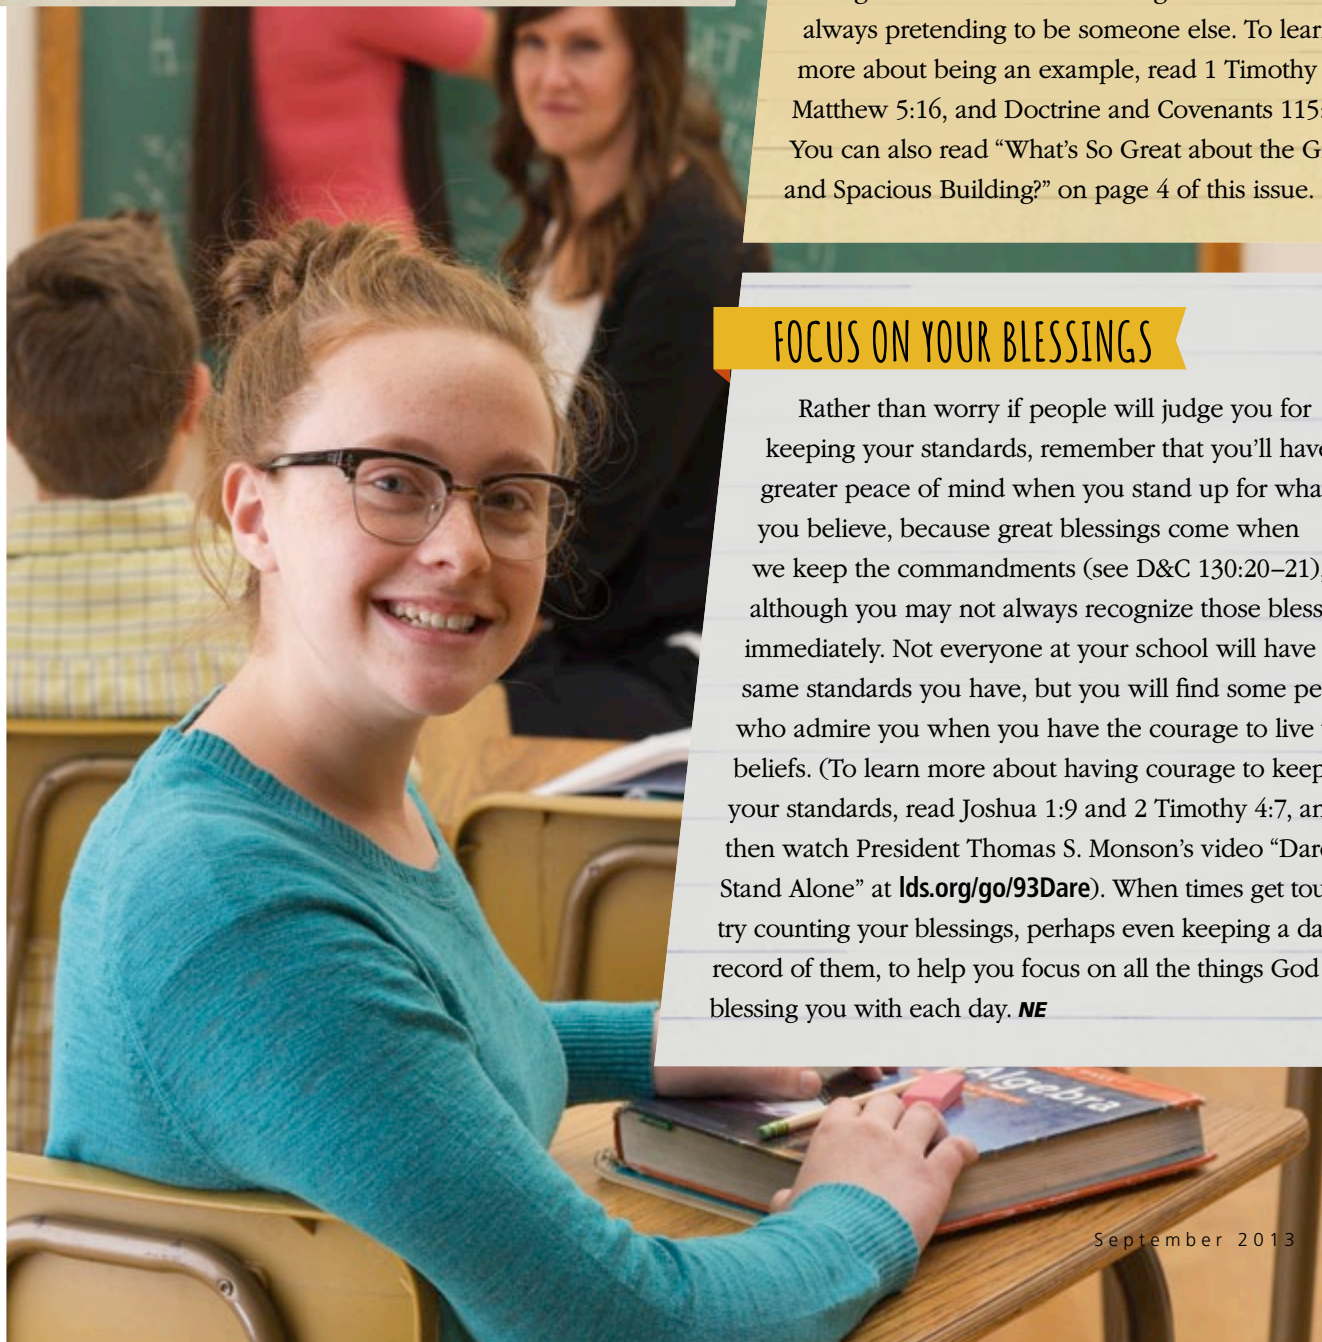 always pretending to be someone else. To lear
more about being an example, read 1 Timothy
Matthew 5:16, and Doctrine and Covenants 115:
You can also read “What’s So Great about the G
and Spacious Building?” on page 4 of this issue.
FOCUS ON YOUR BLESSINGS
Rather than worry if people will judge you for
keeping your standards, remember that you’ll have
greater peace of mind when you stand up for wha
you believe, because great blessings come when
we keep the commandments (see D&C 130:20–21),
although you may not always recognize those bless
immediately. Not everyone at your school will have
same standards you have, but you will find some pe
who admire you when you have the courage to live
beliefs. (To learn more about having courage to keep
your standards, read Joshua 1:9 and 2 Timothy 4:7, an
then watch President Thomas S. Monson’s video “Dare
Stand Alone” at lds.org/go/93Dare). When times get tou
try counting your blessings, perhaps even keeping a da
record of them, to help you focus on all the things God
blessing you with each day. NE
Algebra
September 2013